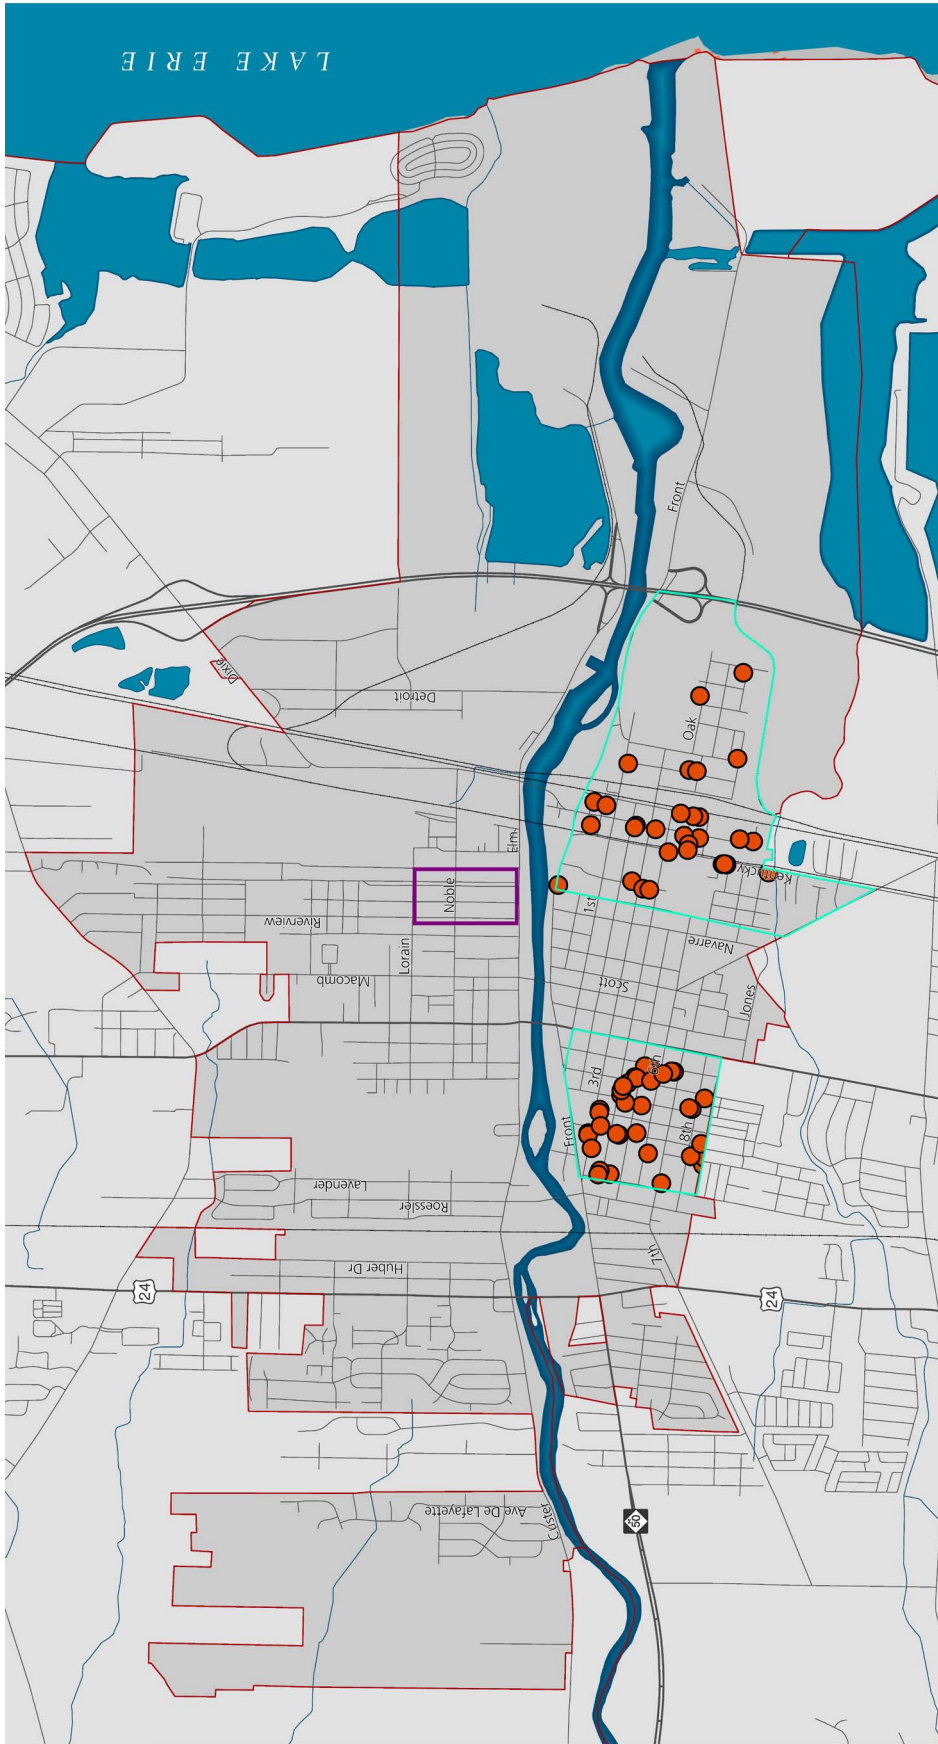 LAKE ERIE
Front
Dixie
Detroit
Oak
Elm
Noble
Kentucky
1st
Riverview
Navarre
Lorain
Macomb
Scott
Jones
3rd
6th
Front
8th
Lavender
Roessler
7th
Huber Dr
24
24
Ave De Lafayette
Custer
50